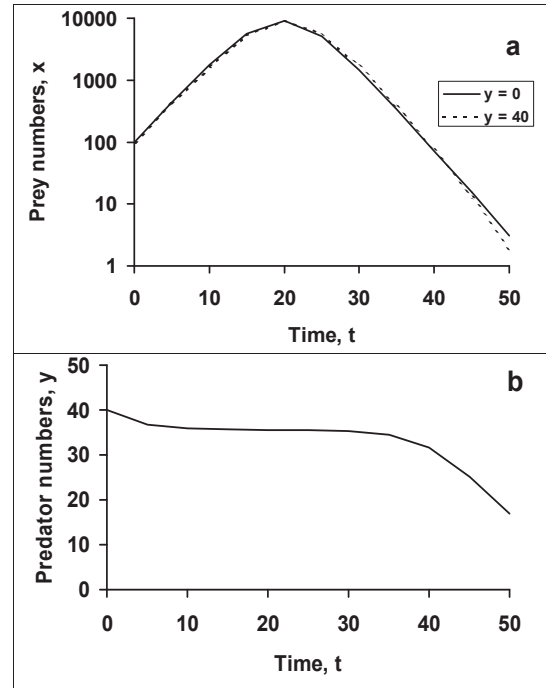 a
Prey numbers, x
10000
1000
100
10
1
y = 0
y = 40
0 10 20 30 40 50
Time, t
b
Predator numbers, y
50
40
30
20
10
0
0 10 20 30 40 50
Time, t